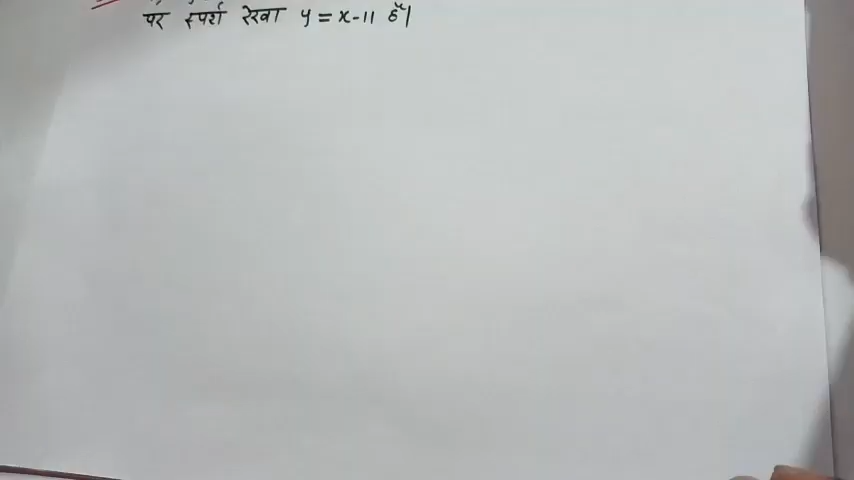 पर स्पर्श रेखा y = x-11 हैं।